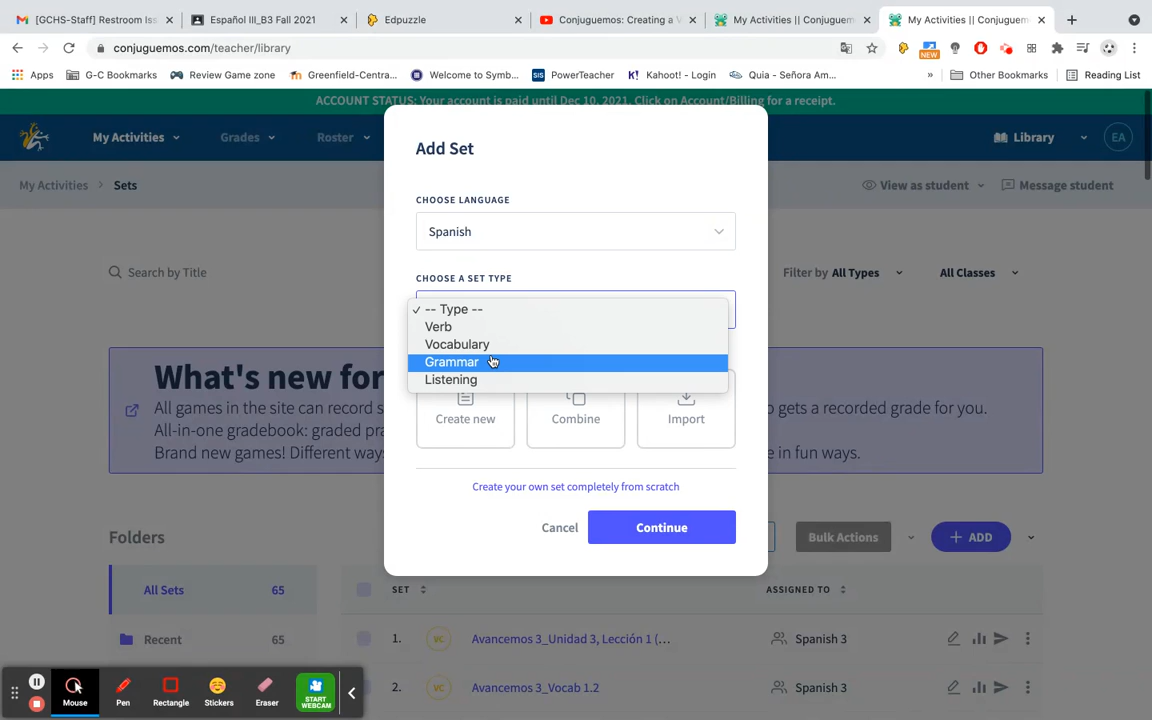 [GCHS-Staff] Restroom Iss
Español III_B3 Fall 2021
Edpuzzle
Conjuguemos: Creating a V
My Activities || Conjuguem
My Activities || Conjuguem
conjuguemos.com/teacher/library
NEW
Apps
G-C Bookmarks
Review Game zone
Greenfield-Centra...
Welcome to Symb...
SIS PowerTeacher
K! Kahoot! - Login
Quia - Señora Am...
»
Other Bookmarks
Reading List
ACCOUNT STATUS: Your account is paid until Dec 10, 2021. Click on Account/Billing for a receipt.
My Activities
Grades
Roster
Library
EA
My Activities > Sets
View as student
Message student
Add Set
CHOOSE LANGUAGE
Spanish
CHOOSE A SET TYPE
-- Type --
Verb
Vocabulary
Grammar
Listening
Create new
Combine
Import
Create your own set completely from scratch
Cancel
Continue
Search by Title
Filter by All Types
All Classes
What's new for
All games in the site can record s
o gets a recorded grade for you.
All-in-one gradebook: graded pra
Brand new games! Different ways
e in fun ways.
Folders
Bulk Actions
+ ADD
All Sets 65
SET
ASSIGNED TO
Recent 65
1. VC Avancemos 3_Unidad 3, Lección 1 (... Spanish 3
2. VC Avancemos 3_Vocab 1.2 Spanish 3
Mouse
Pen
Rectangle
Stickers
Eraser
START WEBCAM